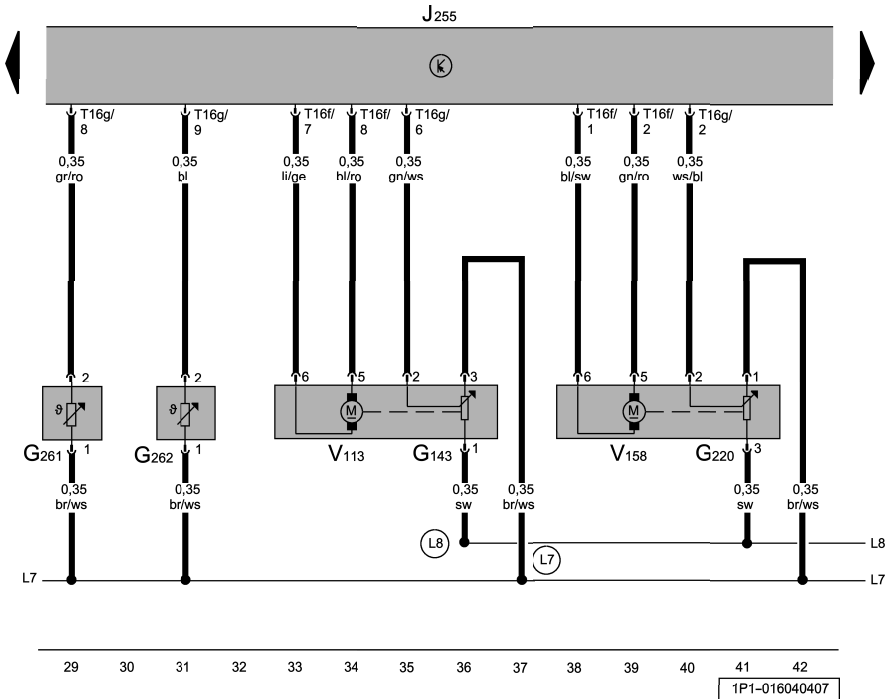 J255
T16g/ T16g/ T16f/ T16f/ T16g/ T16f/ T16f/ T16g/
8 9 7 8 6 1 2 2
0,35 0,35 0,35 0,35 0,35 0,35 0,35 0,35
gr/ro bl li/ge bl/ro gn/ws bl/sw gn/ro ws/bl
2 2 6 5 2 3 6 5 2 1
ϑ ϑ M M
1 1 1 3
G261 G262 V113 G143 V158 G220
0,35 0,35 0,35 0,35 0,35 0,35
br/ws br/ws sw br/ws sw br/ws
L8 L8
L7
L7 L7
29 30 31 32 33 34 35 36 37 38 39 40 41 42
1P1-016040407